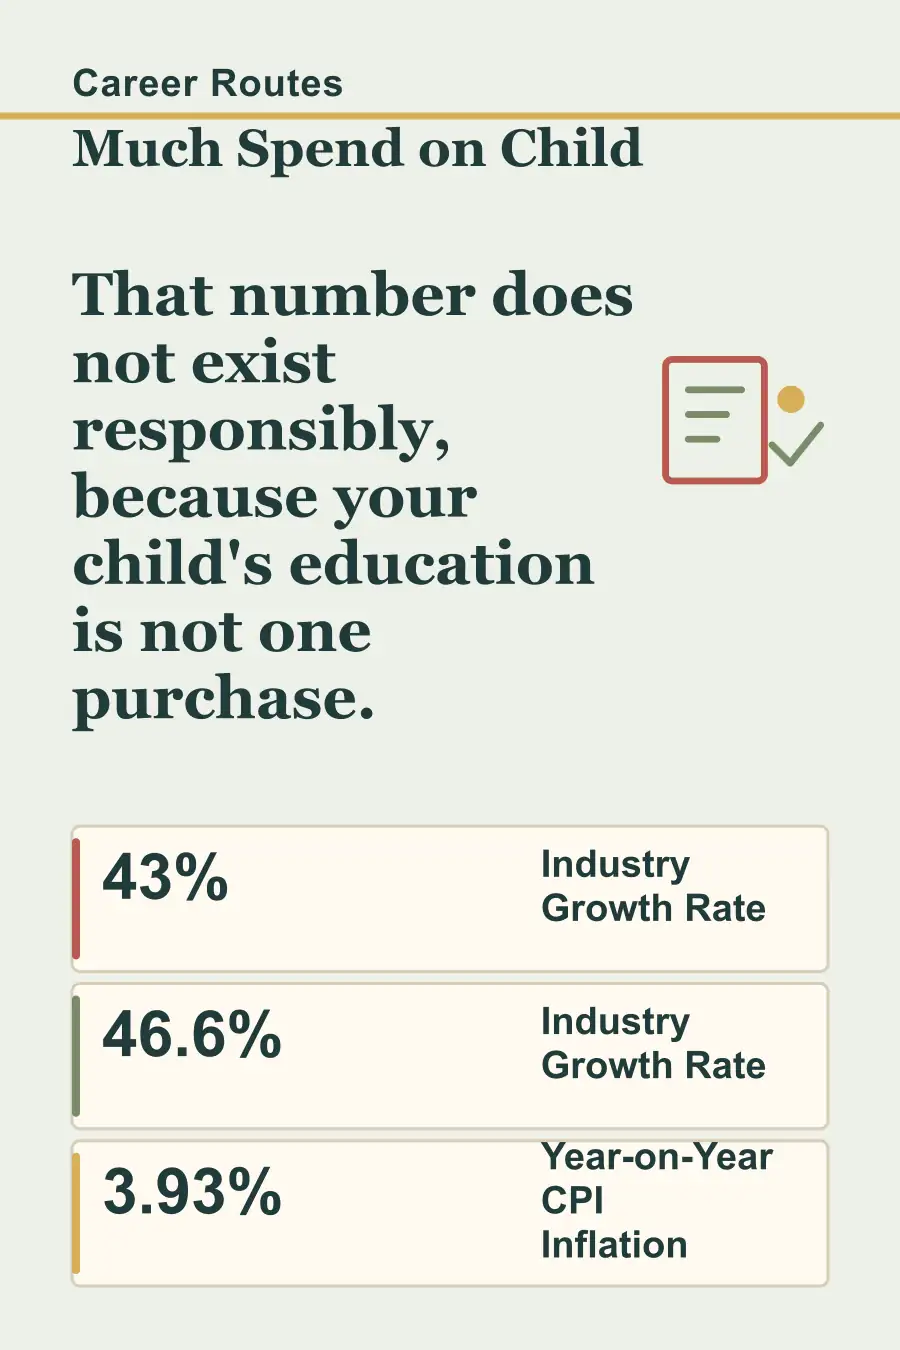 Career Routes
Much Spend on Child
That number does
not exist
responsibly,
because your
child's education
is not one
purchase.
43%
Industry
Growth Rate
46.6%
Industry
Growth Rate
3.93%
Year-on-Year
CPI
Inflation